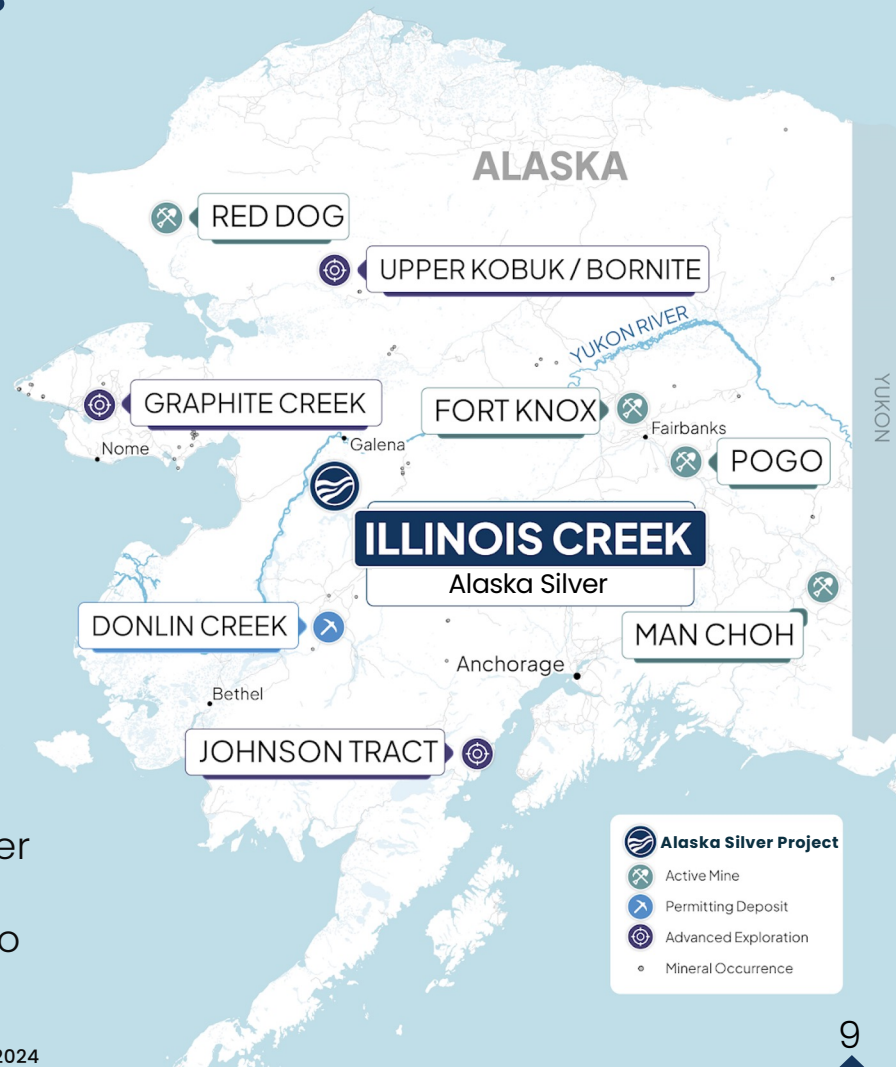 ALASKA
RED DOG
UPPER KOBUK / BORNITE
YUKON RIVER
YUKON
GRAPHITE CREEK
FORT KNOX
Fairbanks
Nome
Galena
POGO
ILLINOIS CREEK
Alaska Silver
DONLIN CREEK
MAN CHOH
Anchorage
Bethel
JOHNSON TRACT
er
o
Alaska Silver Project
Active Mine
Permitting Deposit
Advanced Exploration
Mineral Occurrence
9
2024